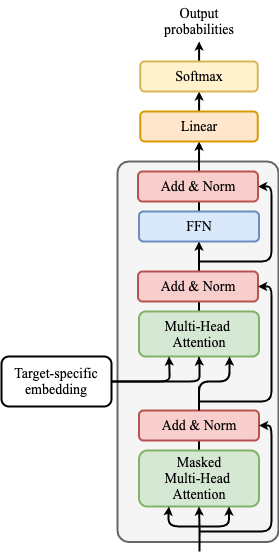 Output
probabilities
Softmax
Linear
Add & Norm
FFN
Add & Norm
Multi-Head
Attention
Target-specific
embedding
Add & Norm
Masked
Multi-Head
Attention